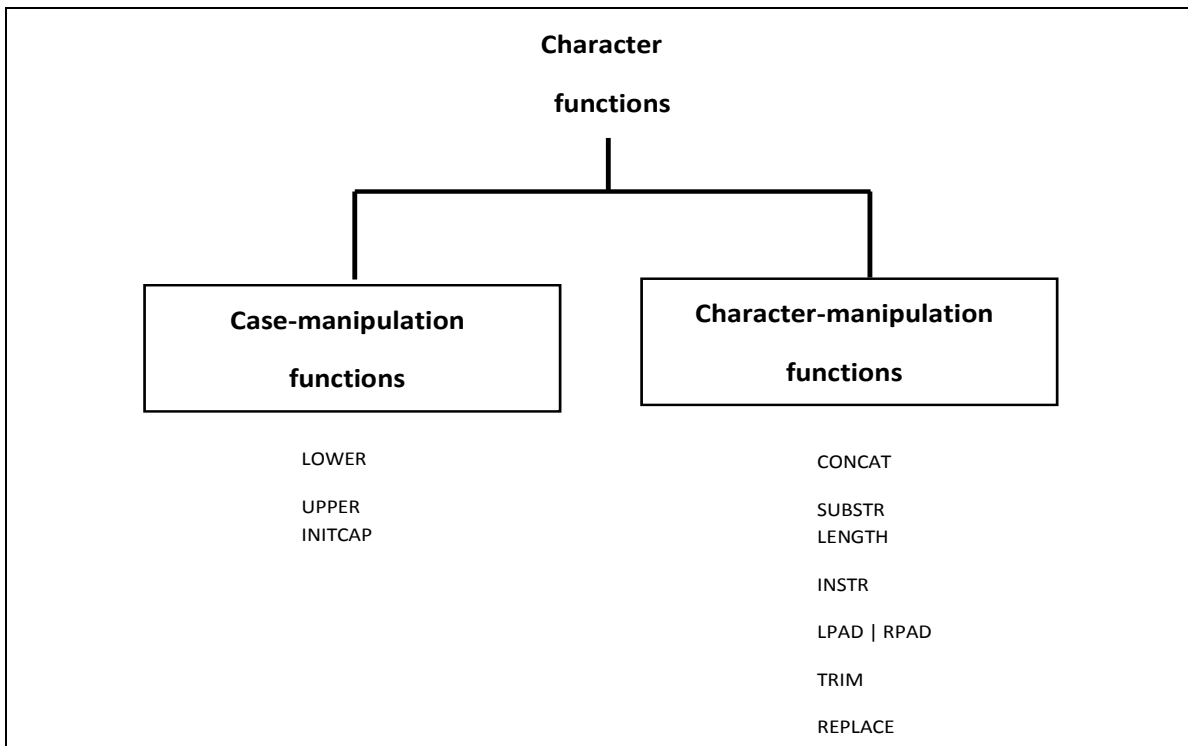 Character
functions
Case-manipulation
functions
LOWER
UPPER
INITCAP
Character-manipulation
functions
CONCAT
SUBSTR
LENGTH
INSTR
LPAD | RPAD
TRIM
REPLACE